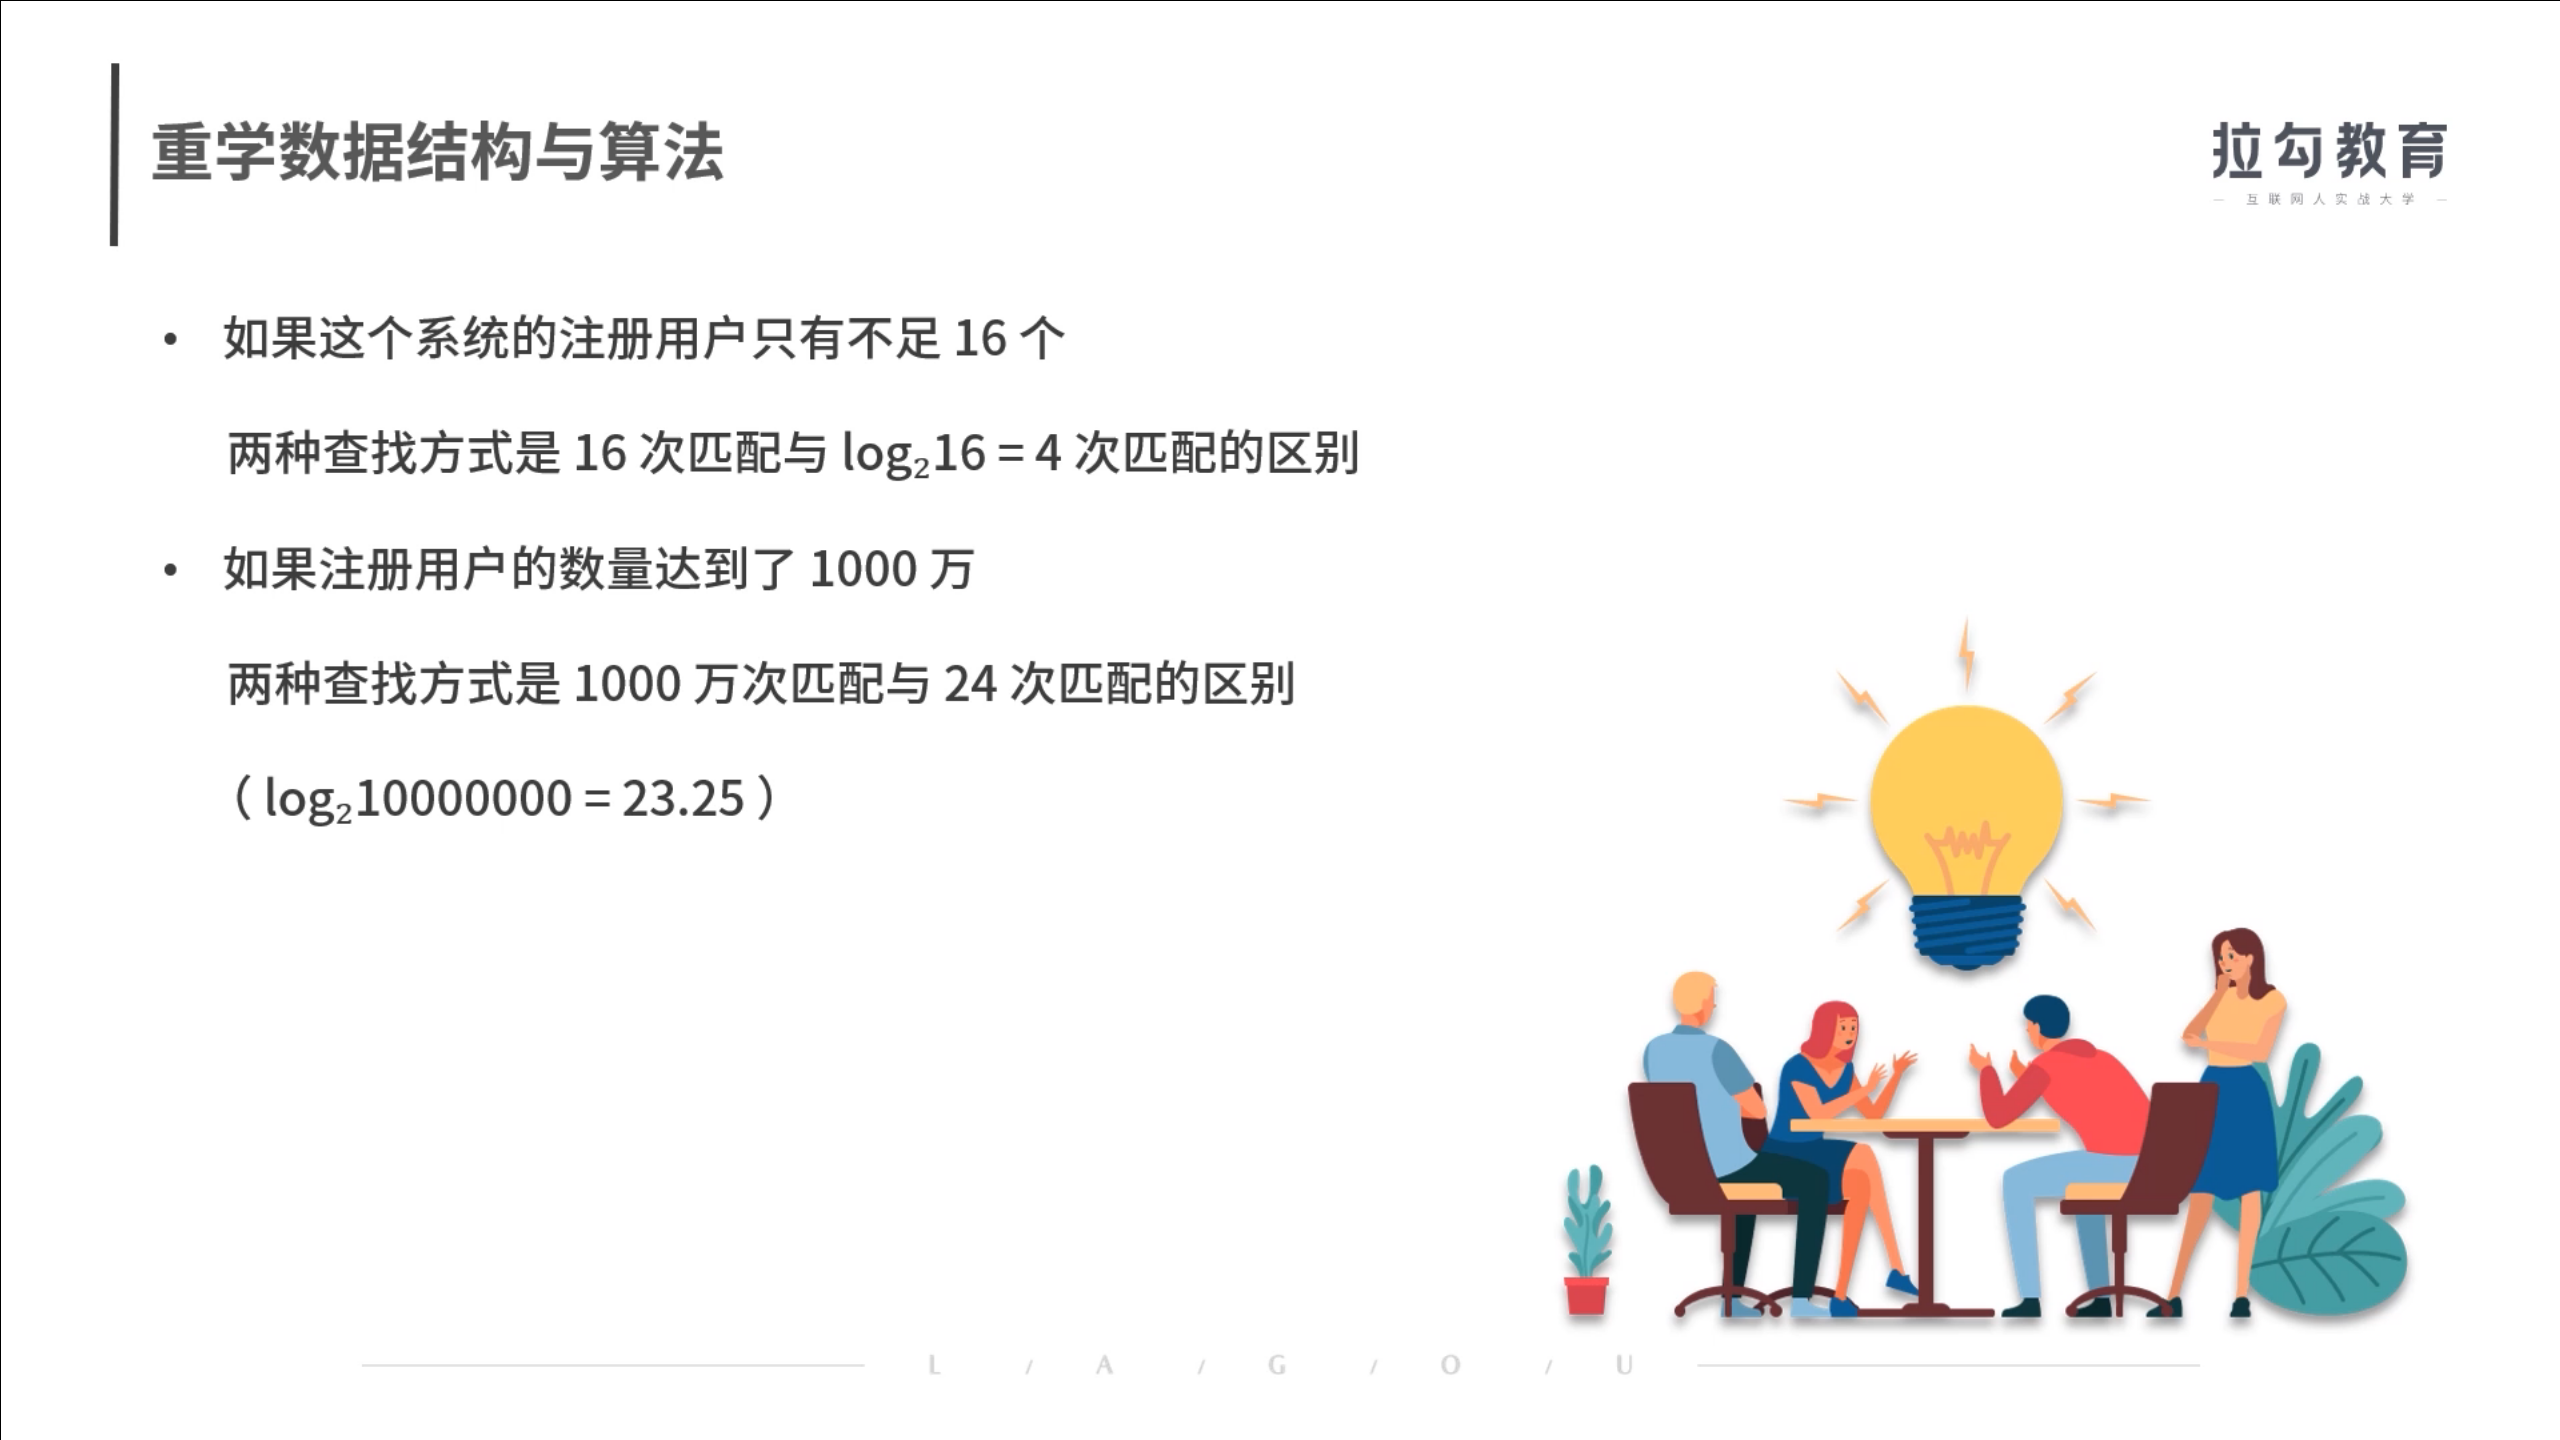 重学数据结构与算法
拉勾教育
— 互联网人实战大学 —
• 如果这个系统的注册用户只有不足 16 个
两种查找方式是 16 次匹配与 log₂16 = 4 次匹配的区别
• 如果注册用户的数量达到了 1000 万
两种查找方式是 1000 万次匹配与 24 次匹配的区别
（ log₂10000000 = 23.25 ）
L / A / G / O / U